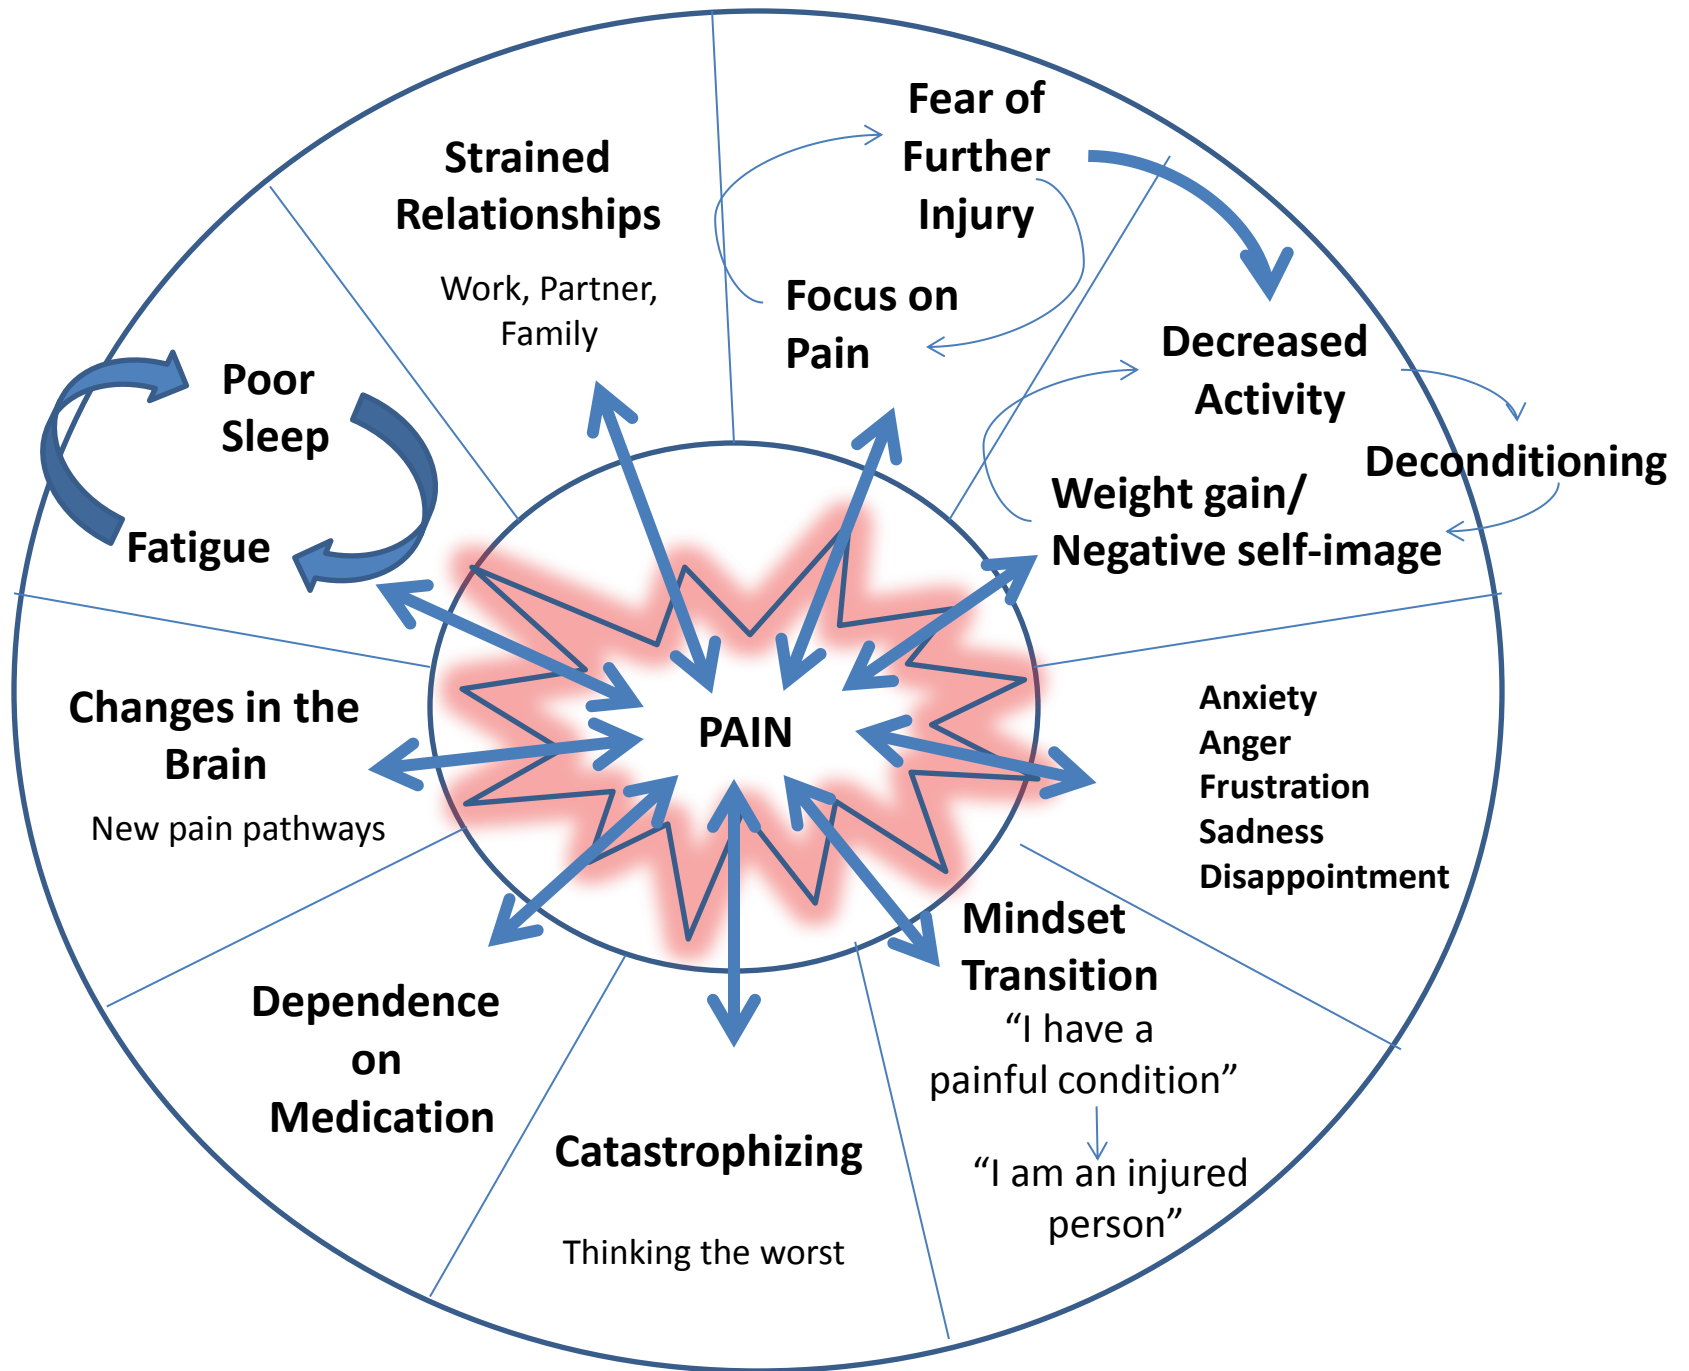 Fear of
Further
Injury
Strained
Relationships
Work, Partner,
Family
Focus on
Pain
Decreased
Activity
Deconditioning
Weight gain/
Negative self-image
Poor
Sleep
Fatigue
Changes in the
Brain
New pain pathways
PAIN
Anxiety
Anger
Frustration
Sadness
Disappointment
Mindset
Transition
“I have a
painful condition”
“I am an injured
person”
Dependence
on
Medication
Catastrophizing
Thinking the worst